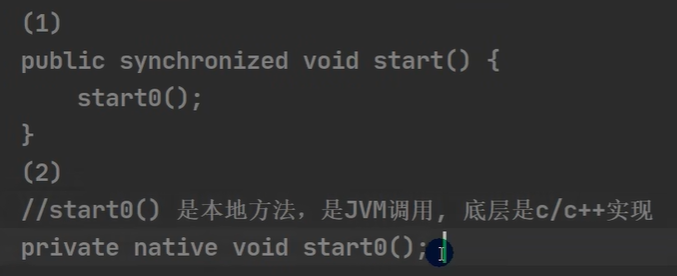 (1)
public synchronized void start() {
    start0();
}
(2)
//start0() 是本地方法，是JVM调用, 底层是c/c++实现
private native void start0();